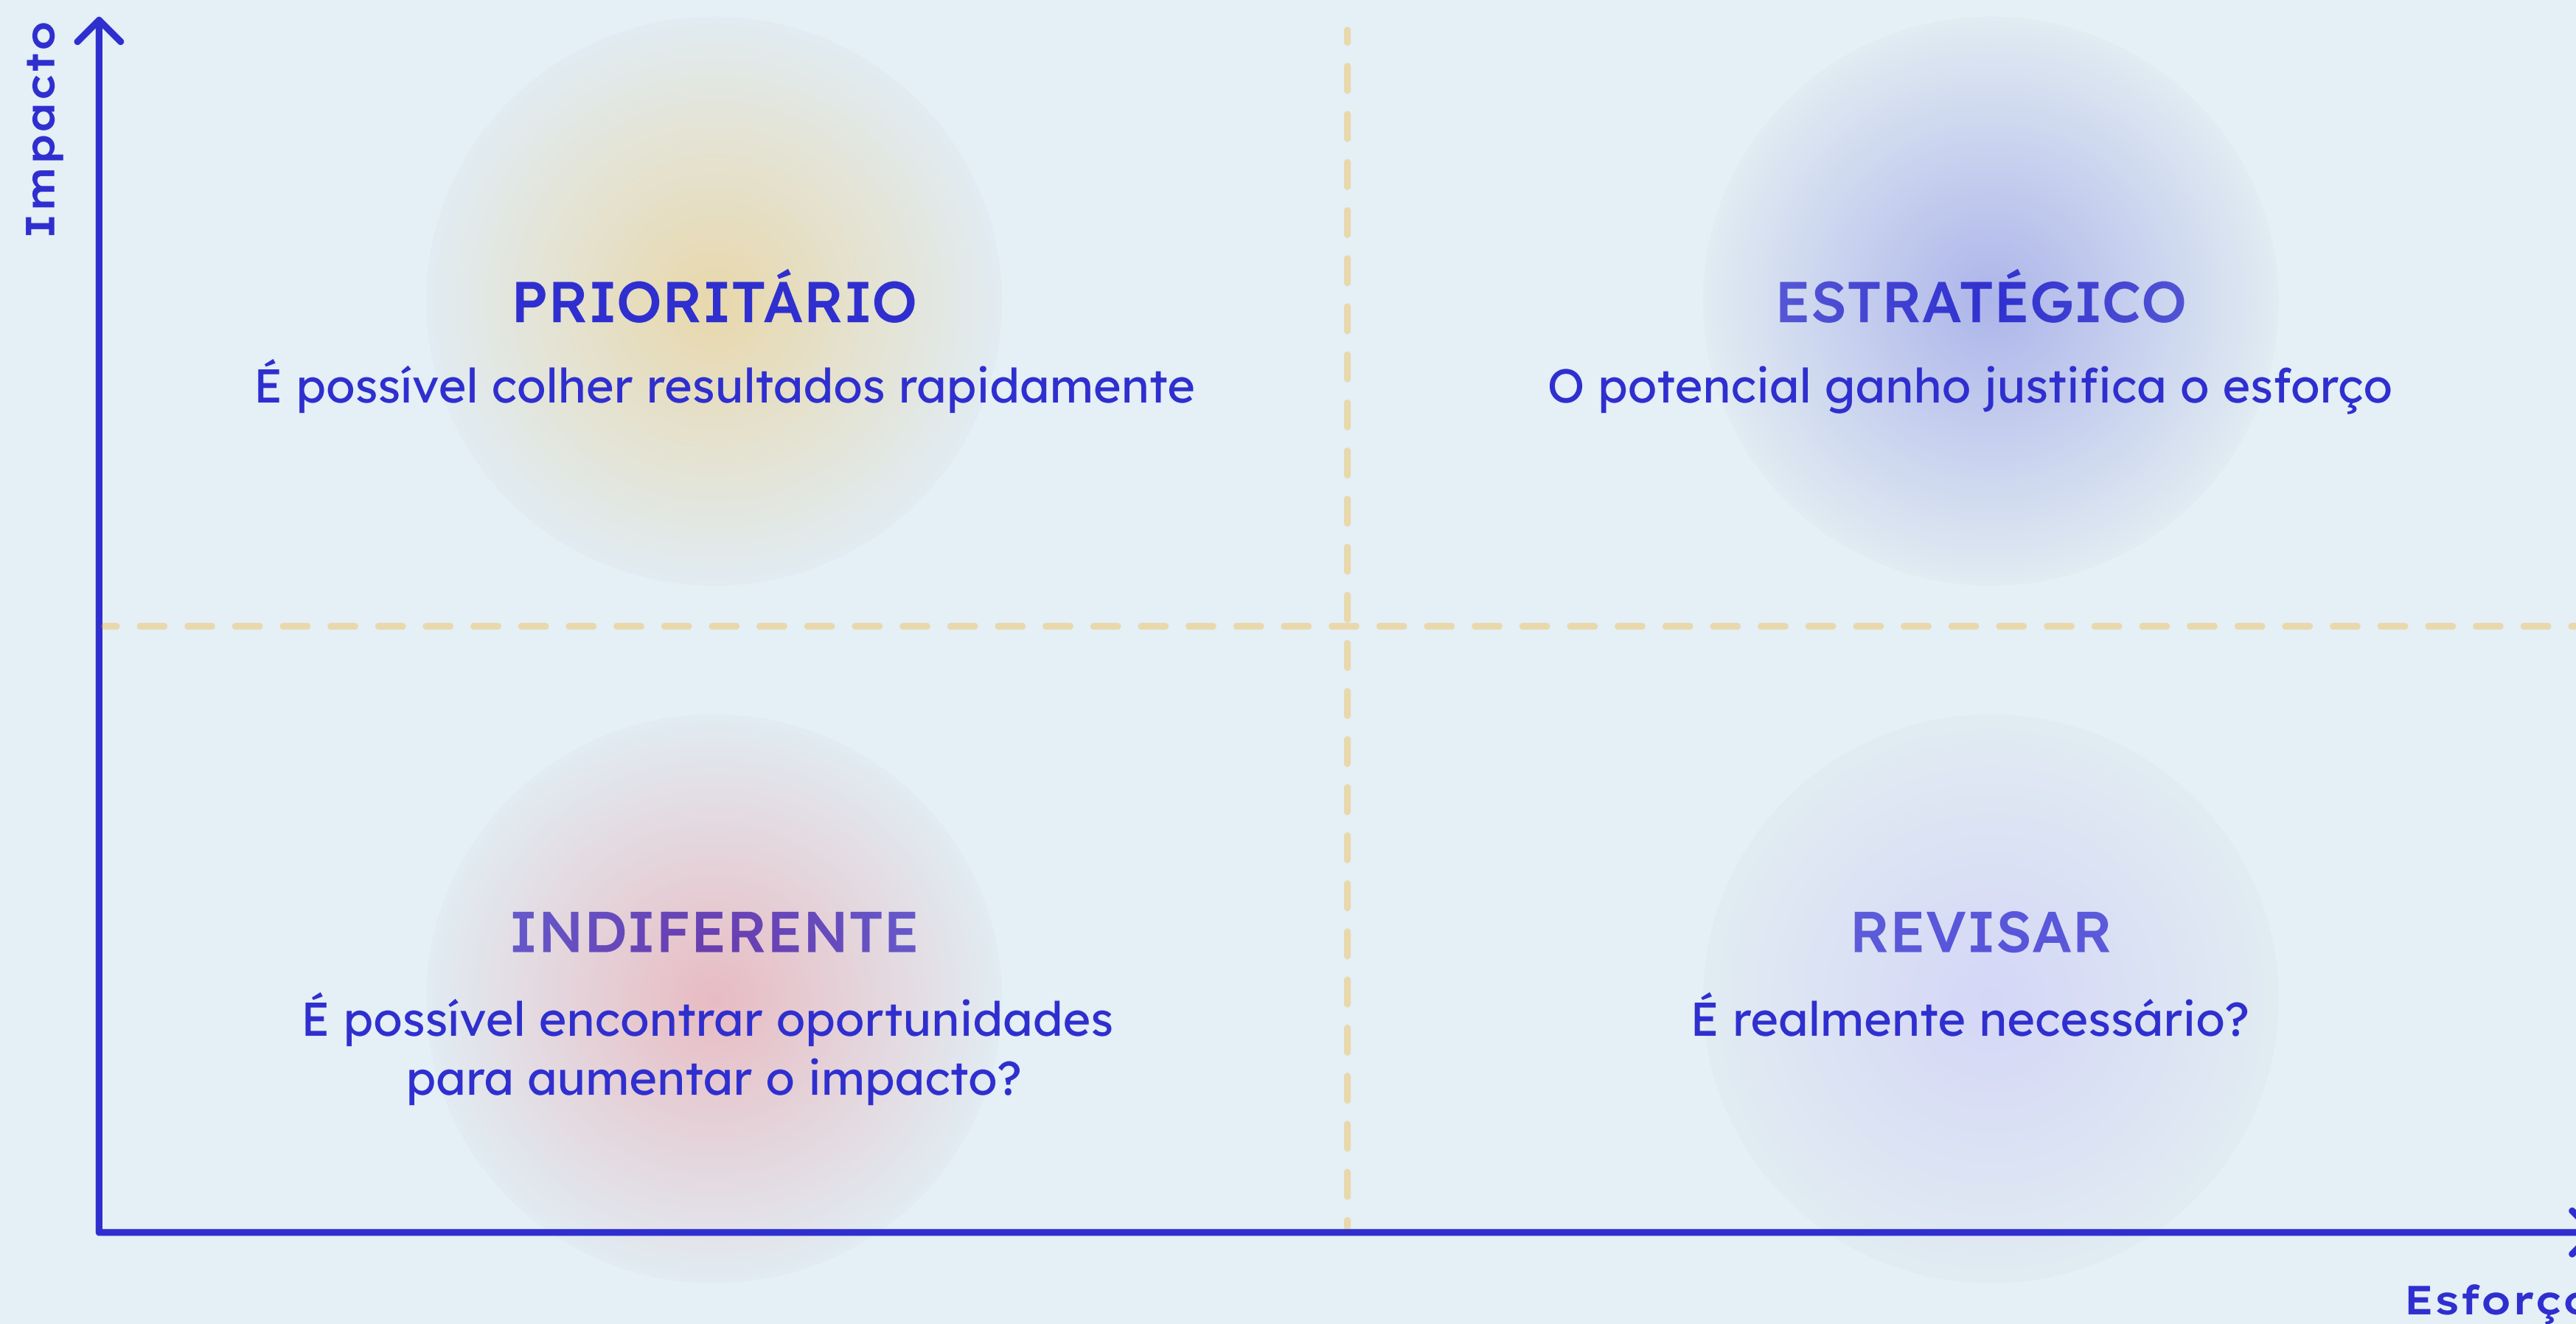 Impacto
PRIORITÁRIO
É possível colher resultados rapidamente
ESTRATÉGICO
O potencial ganho justifica o esforço
INDIFERENTE
É possível encontrar oportunidades
para aumentar o impacto?
REVISAR
É realmente necessário?
Esforço